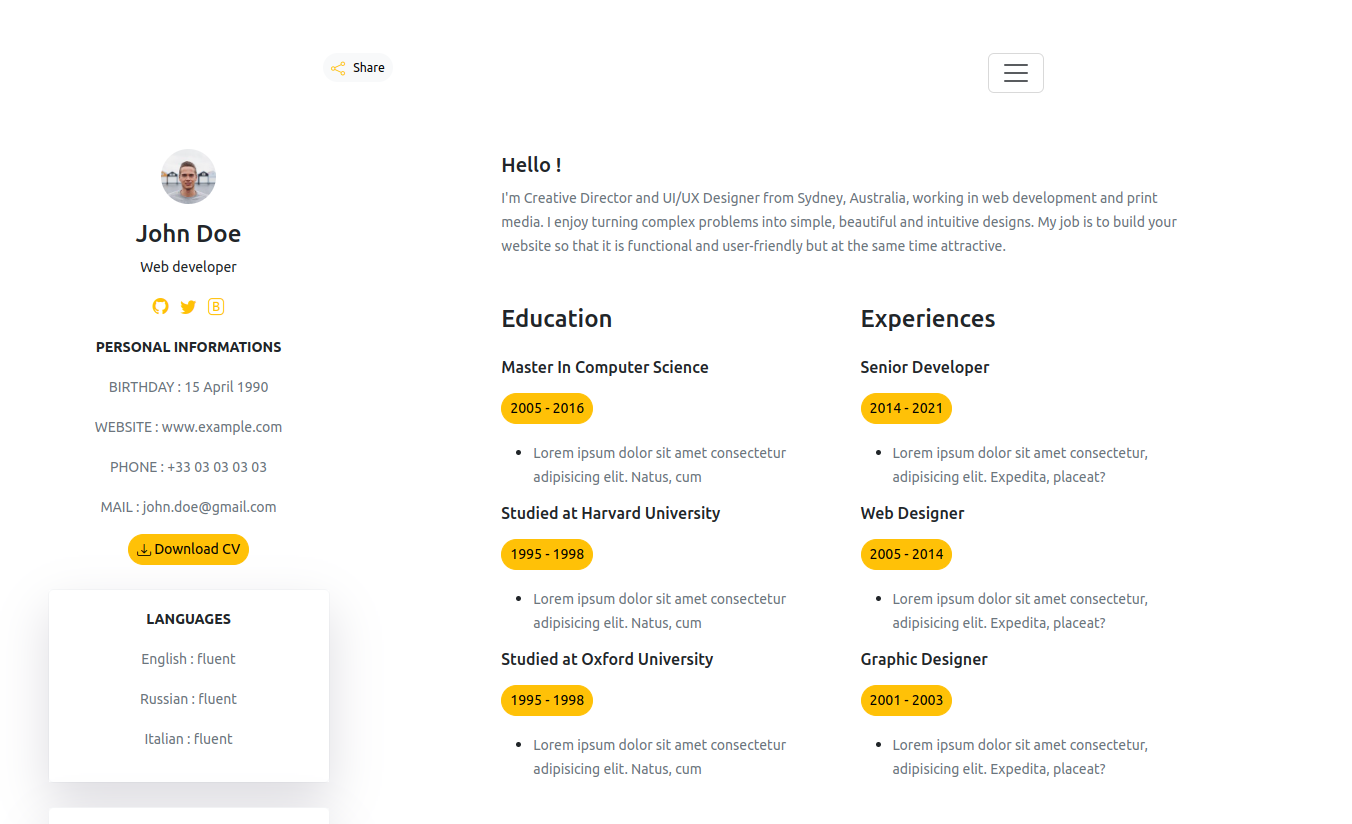 Share
John Doe
Web developer
B
PERSONAL INFORMATIONS
BIRTHDAY : 15 April 1990
WEBSITE : www.example.com
PHONE : +33 03 03 03 03
MAIL : john.doe@gmail.com
Download CV
LANGUAGES
English : fluent
Russian : fluent
Italian : fluent
Hello !
I'm Creative Director and UI/UX Designer from Sydney, Australia, working in web development and print
media. I enjoy turning complex problems into simple, beautiful and intuitive designs. My job is to build your
website so that it is functional and user-friendly but at the same time attractive.
Education
Master In Computer Science
2005 - 2016
Lorem ipsum dolor sit amet consectetur
adipisicing elit. Natus, cum
Studied at Harvard University
1995 - 1998
Lorem ipsum dolor sit amet consectetur
adipisicing elit. Natus, cum
Studied at Oxford University
1995 - 1998
Lorem ipsum dolor sit amet consectetur
adipisicing elit. Natus, cum
Experiences
Senior Developer
2014 - 2021
Lorem ipsum dolor sit amet consectetur,
adipisicing elit. Expedita, placeat?
Web Designer
2005 - 2014
Lorem ipsum dolor sit amet consectetur,
adipisicing elit. Expedita, placeat?
Graphic Designer
2001 - 2003
Lorem ipsum dolor sit amet consectetur,
adipisicing elit. Expedita, placeat?